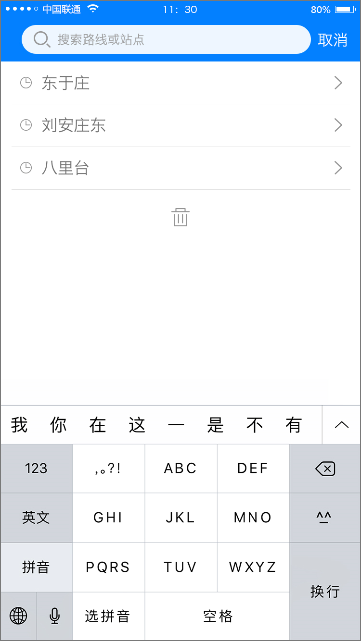 中国联通 11：30 80%
搜索路线或站点 取消
东于庄
刘安庄东
八里台
我 你 在 这 一 是 不 有
123 ,。?! ABC DEF
英文 GHI JKL MNO ^^
拼音 PQRS TUV WXYZ 换行
选拼音 空格